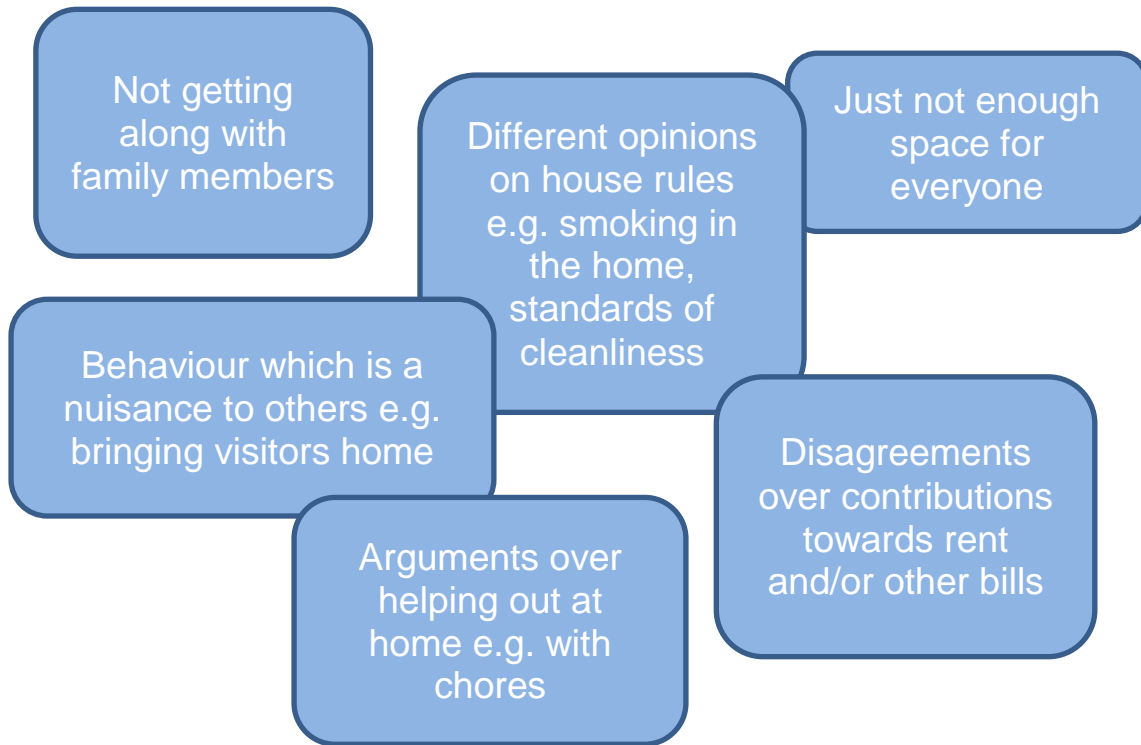 Not getting
along with
family members
Different opinions
on house rules
e.g. smoking in
the home,
standards of
cleanliness
Just not enough
space for
everyone
Behaviour which is a
nuisance to others e.g.
bringing visitors home
Disagreements
over contributions
towards rent
and/or other bills
Arguments over
helping out at
home e.g. with
chores